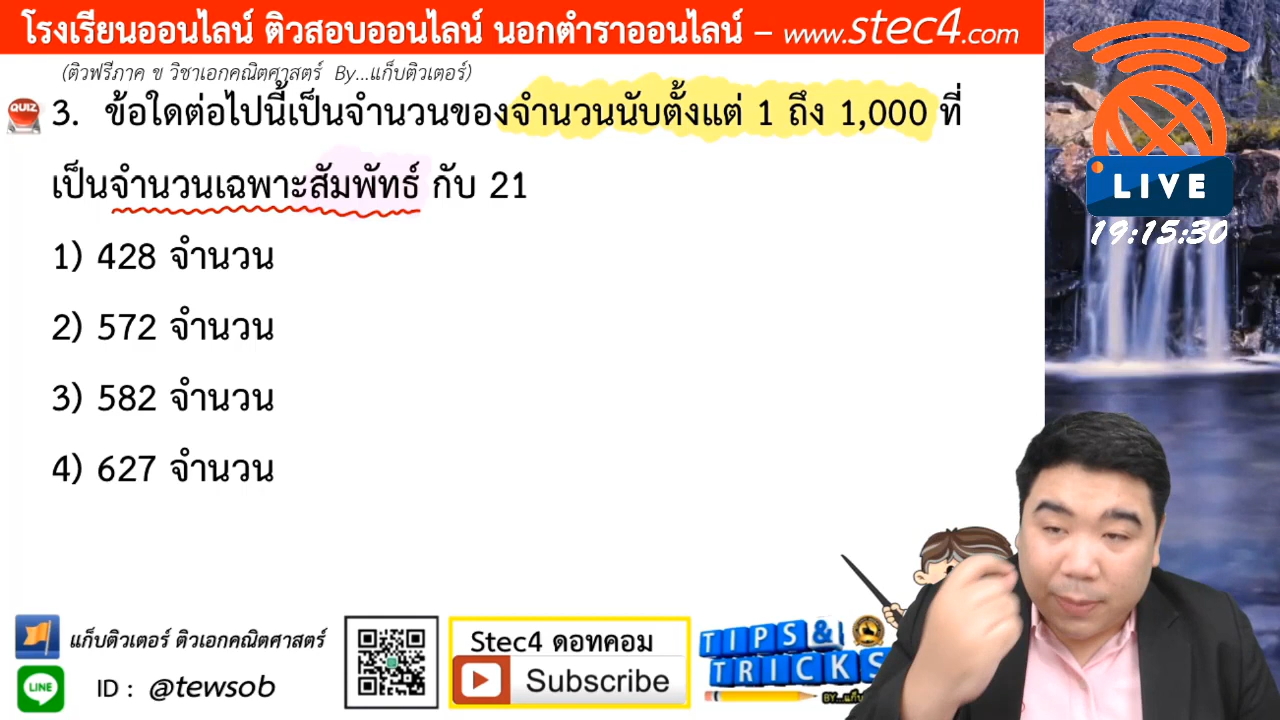 โรงเรียนออนไลน์ ติวสอบออนไลน์ นอกตำราออนไลน์ – www.stec4.com
(ติวฟรีภาค ข วิชาเอกคณิตศาสตร์ By...แก็บติวเตอร์)
QUIZ
3. ข้อใดต่อไปนี้เป็นจำนวนของจำนวนนับตั้งแต่ 1 ถึง 1,000 ที่
เป็นจำนวนเฉพาะสัมพัทธ์ กับ 21
1) 428 จำนวน
2) 572 จำนวน
3) 582 จำนวน
4) 627 จำนวน
LIVE
19:15:30
แก็บติวเตอร์ ติวเอกคณิตศาสตร์
LINE
ID : @tewsob
Stec4 ดอทคอม
Subscribe
TIPS &
TRICKS